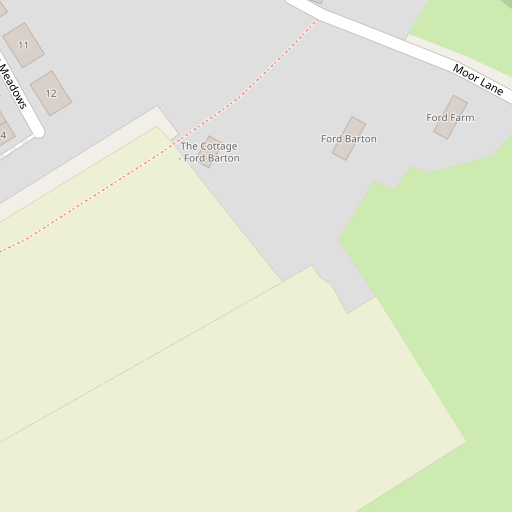 11
12
4
Meadows
Moor Lane
Ford Farm
Ford Barton
The Cottage
- Ford Barton